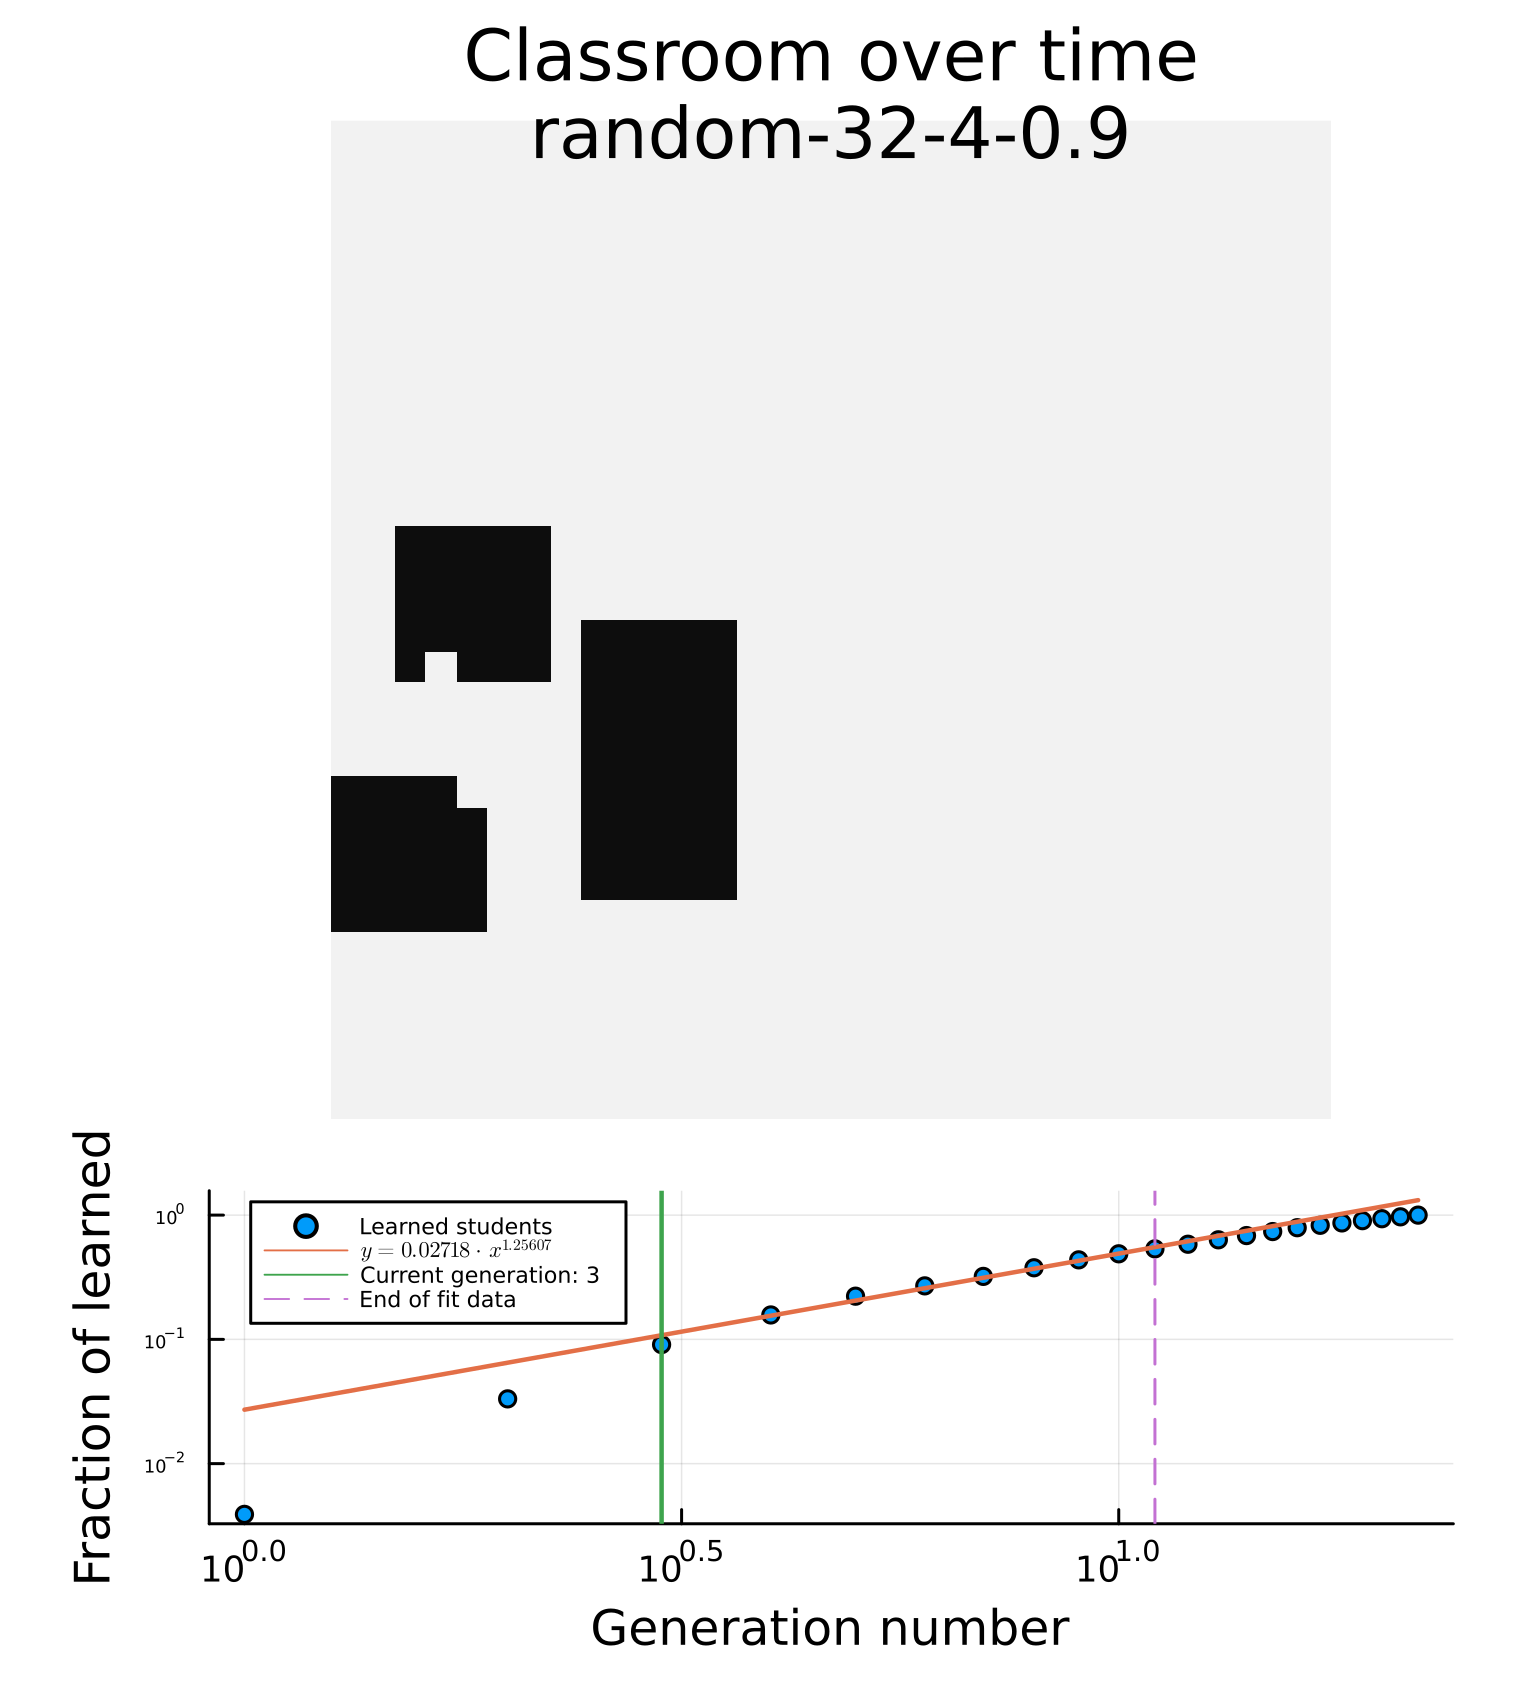 Classroom over time
random-32-4-0.9
Fraction of learned
10^0
10^−1
10^−2
Learned students
y = 0.02718 · x^1.25607
Current generation: 3
End of fit data
10^0.0
10^0.5
10^1.0
Generation number